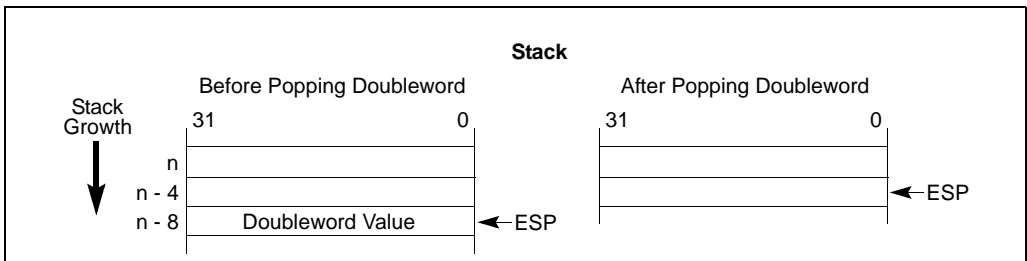 Stack
Before Popping Doubleword
After Popping Doubleword
Stack
Growth
31 0
31 0
n
n - 4
ESP
n - 8 Doubleword Value ESP